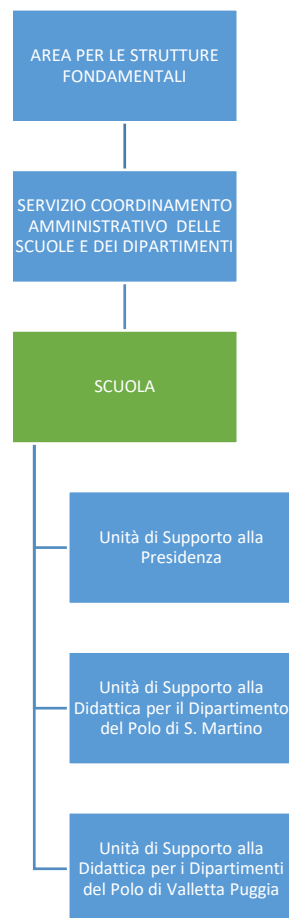 AREA PER LE STRUTTURE
FONDAMENTALI
SERVIZIO COORDINAMENTO
AMMINISTRATIVO DELLE
SCUOLE E DEI DIPARTIMENTI
SCUOLA
Unità di Supporto alla
Presidenza
Unità di Supporto alla
Didattica per il Dipartimento
del Polo di S. Martino
Unità di Supporto alla
Didattica per i Dipartimenti
del Polo di Valletta Puggia